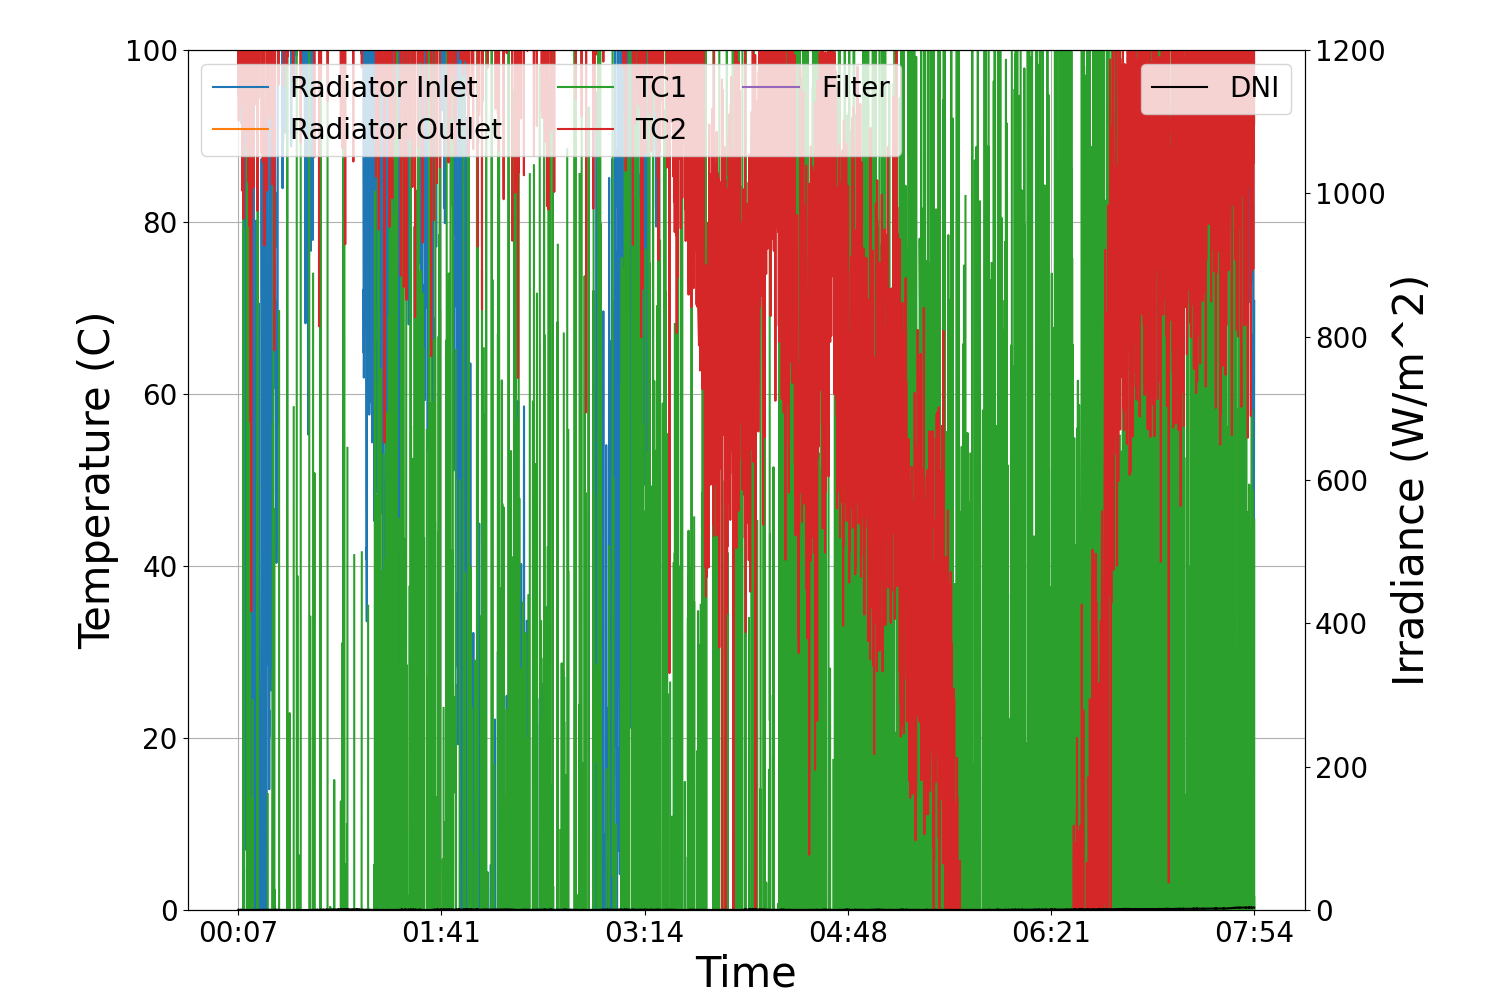 100
80
60
40
20
0
Temperature (C)
Radiator Inlet
Radiator Outlet
TC1
TC2
Filter
DNI
1200
1000
800
600
400
200
0
Irradiance (W/m^2)
00:07
01:41
03:14
04:48
06:21
07:54
Time